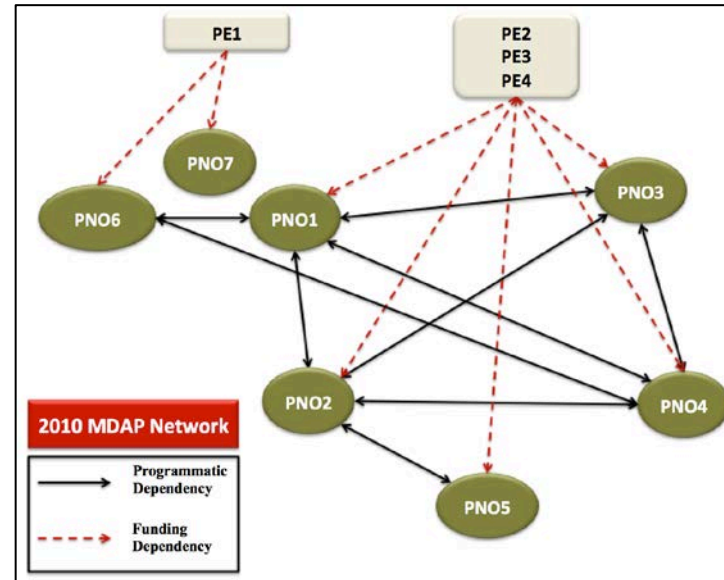 PE1
PE2
PE3
PE4
PNO7
PNO6
PNO1
PNO3
PNO2
PNO4
PNO5
2010 MDAP Network
Programmatic
Dependency
Funding
Dependency